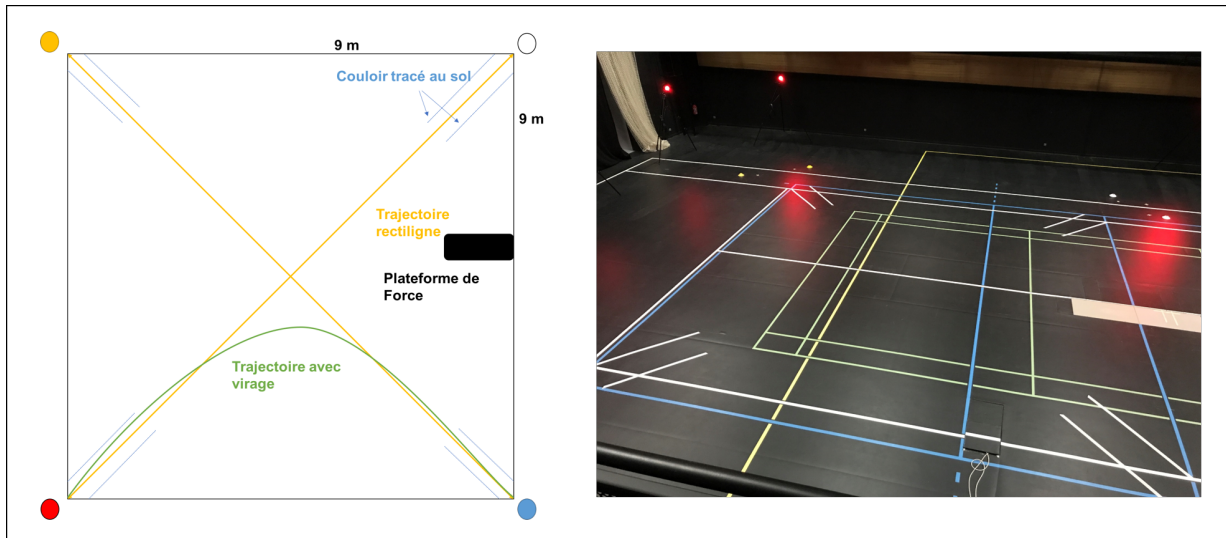 9 m
Couloir tracé au sol
9 m
Trajectoire
rectiligne
Plateforme de
Force
Trajectoire avec
virage